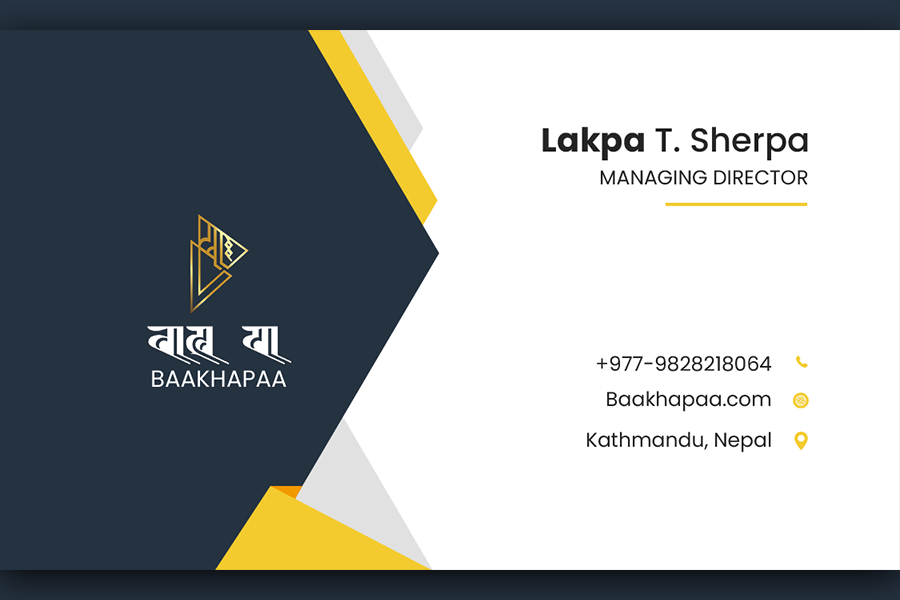 BAAKHAPAA
Lakpa T. Sherpa
MANAGING DIRECTOR
+977-9828218064
Baakhapaa.com
Kathmandu, Nepal